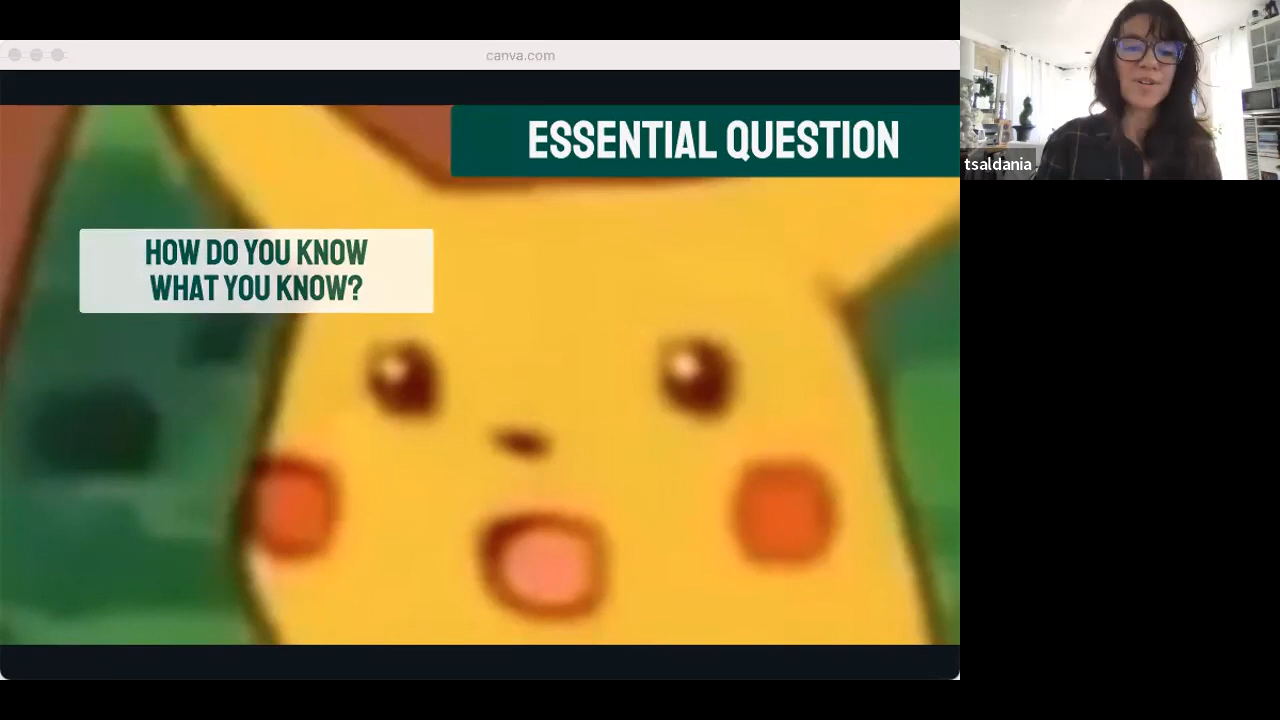 canva.com
ESSENTIAL QUESTION
HOW DO YOU KNOW
WHAT YOU KNOW?
tsaldania